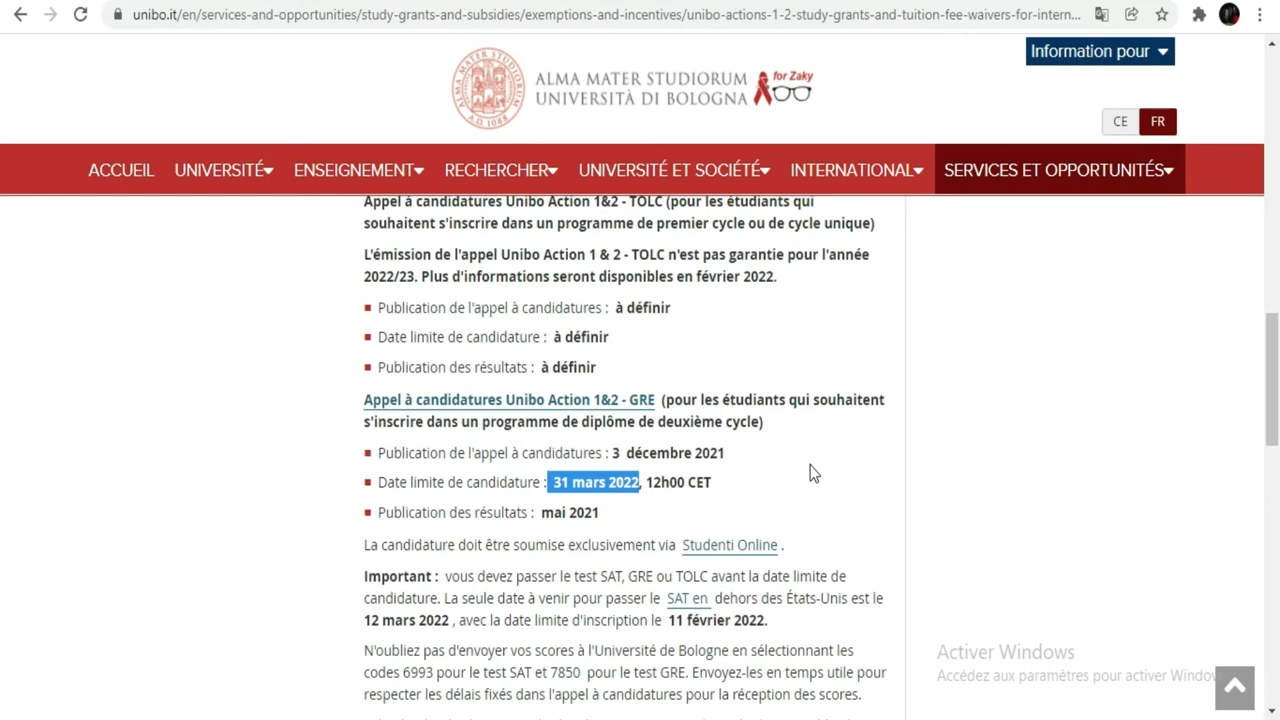 unibo.it/en/services-and-opportunities/study-grants-and-subsidies/exemptions-and-incentives/unibo-actions-1-2-study-grants-and-tuition-fee-waivers-for-intern...
Information pour
ALMA MATER STUDIORUM
UNIVERSITÀ DI BOLOGNA
for Zaky
ALMA MATER STUDIORUM
A.D. 1088
CE FR
ACCUEIL UNIVERSITÉ ENSEIGNEMENT RECHERCHER UNIVERSITÉ ET SOCIÉTÉ INTERNATIONAL SERVICES ET OPPORTUNITÉS
Appel à candidatures Unibo Action 1&2 - TOLC (pour les étudiants qui
souhaitent s'inscrire dans un programme de premier cycle ou de cycle unique)
L'émission de l'appel Unibo Action 1 & 2 - TOLC n'est pas garantie pour l'année
2022/23. Plus d'informations seront disponibles en février 2022.
Publication de l'appel à candidatures : à définir
Date limite de candidature : à définir
Publication des résultats : à définir
Appel à candidatures Unibo Action 1&2 - GRE (pour les étudiants qui souhaitent
s'inscrire dans un programme de diplôme de deuxième cycle)
Publication de l'appel à candidatures : 3 décembre 2021
Date limite de candidature : 31 mars 2022, 12h00 CET
Publication des résultats : mai 2021
La candidature doit être soumise exclusivement via Studenti Online .
Important : vous devez passer le test SAT, GRE ou TOLC avant la date limite de
candidature. La seule date à venir pour passer le SAT en dehors des États-Unis est le
12 mars 2022 , avec la date limite d'inscription le 11 février 2022.
N'oubliez pas d'envoyer vos scores à l'Université de Bologne en sélectionnant les
codes 6993 pour le test SAT et 7850 pour le test GRE. Envoyez-les en temps utile pour
respecter les délais fixés dans l'appel à candidatures pour la réception des scores.
Activer Windows
Accédez aux paramètres pour activer Windows